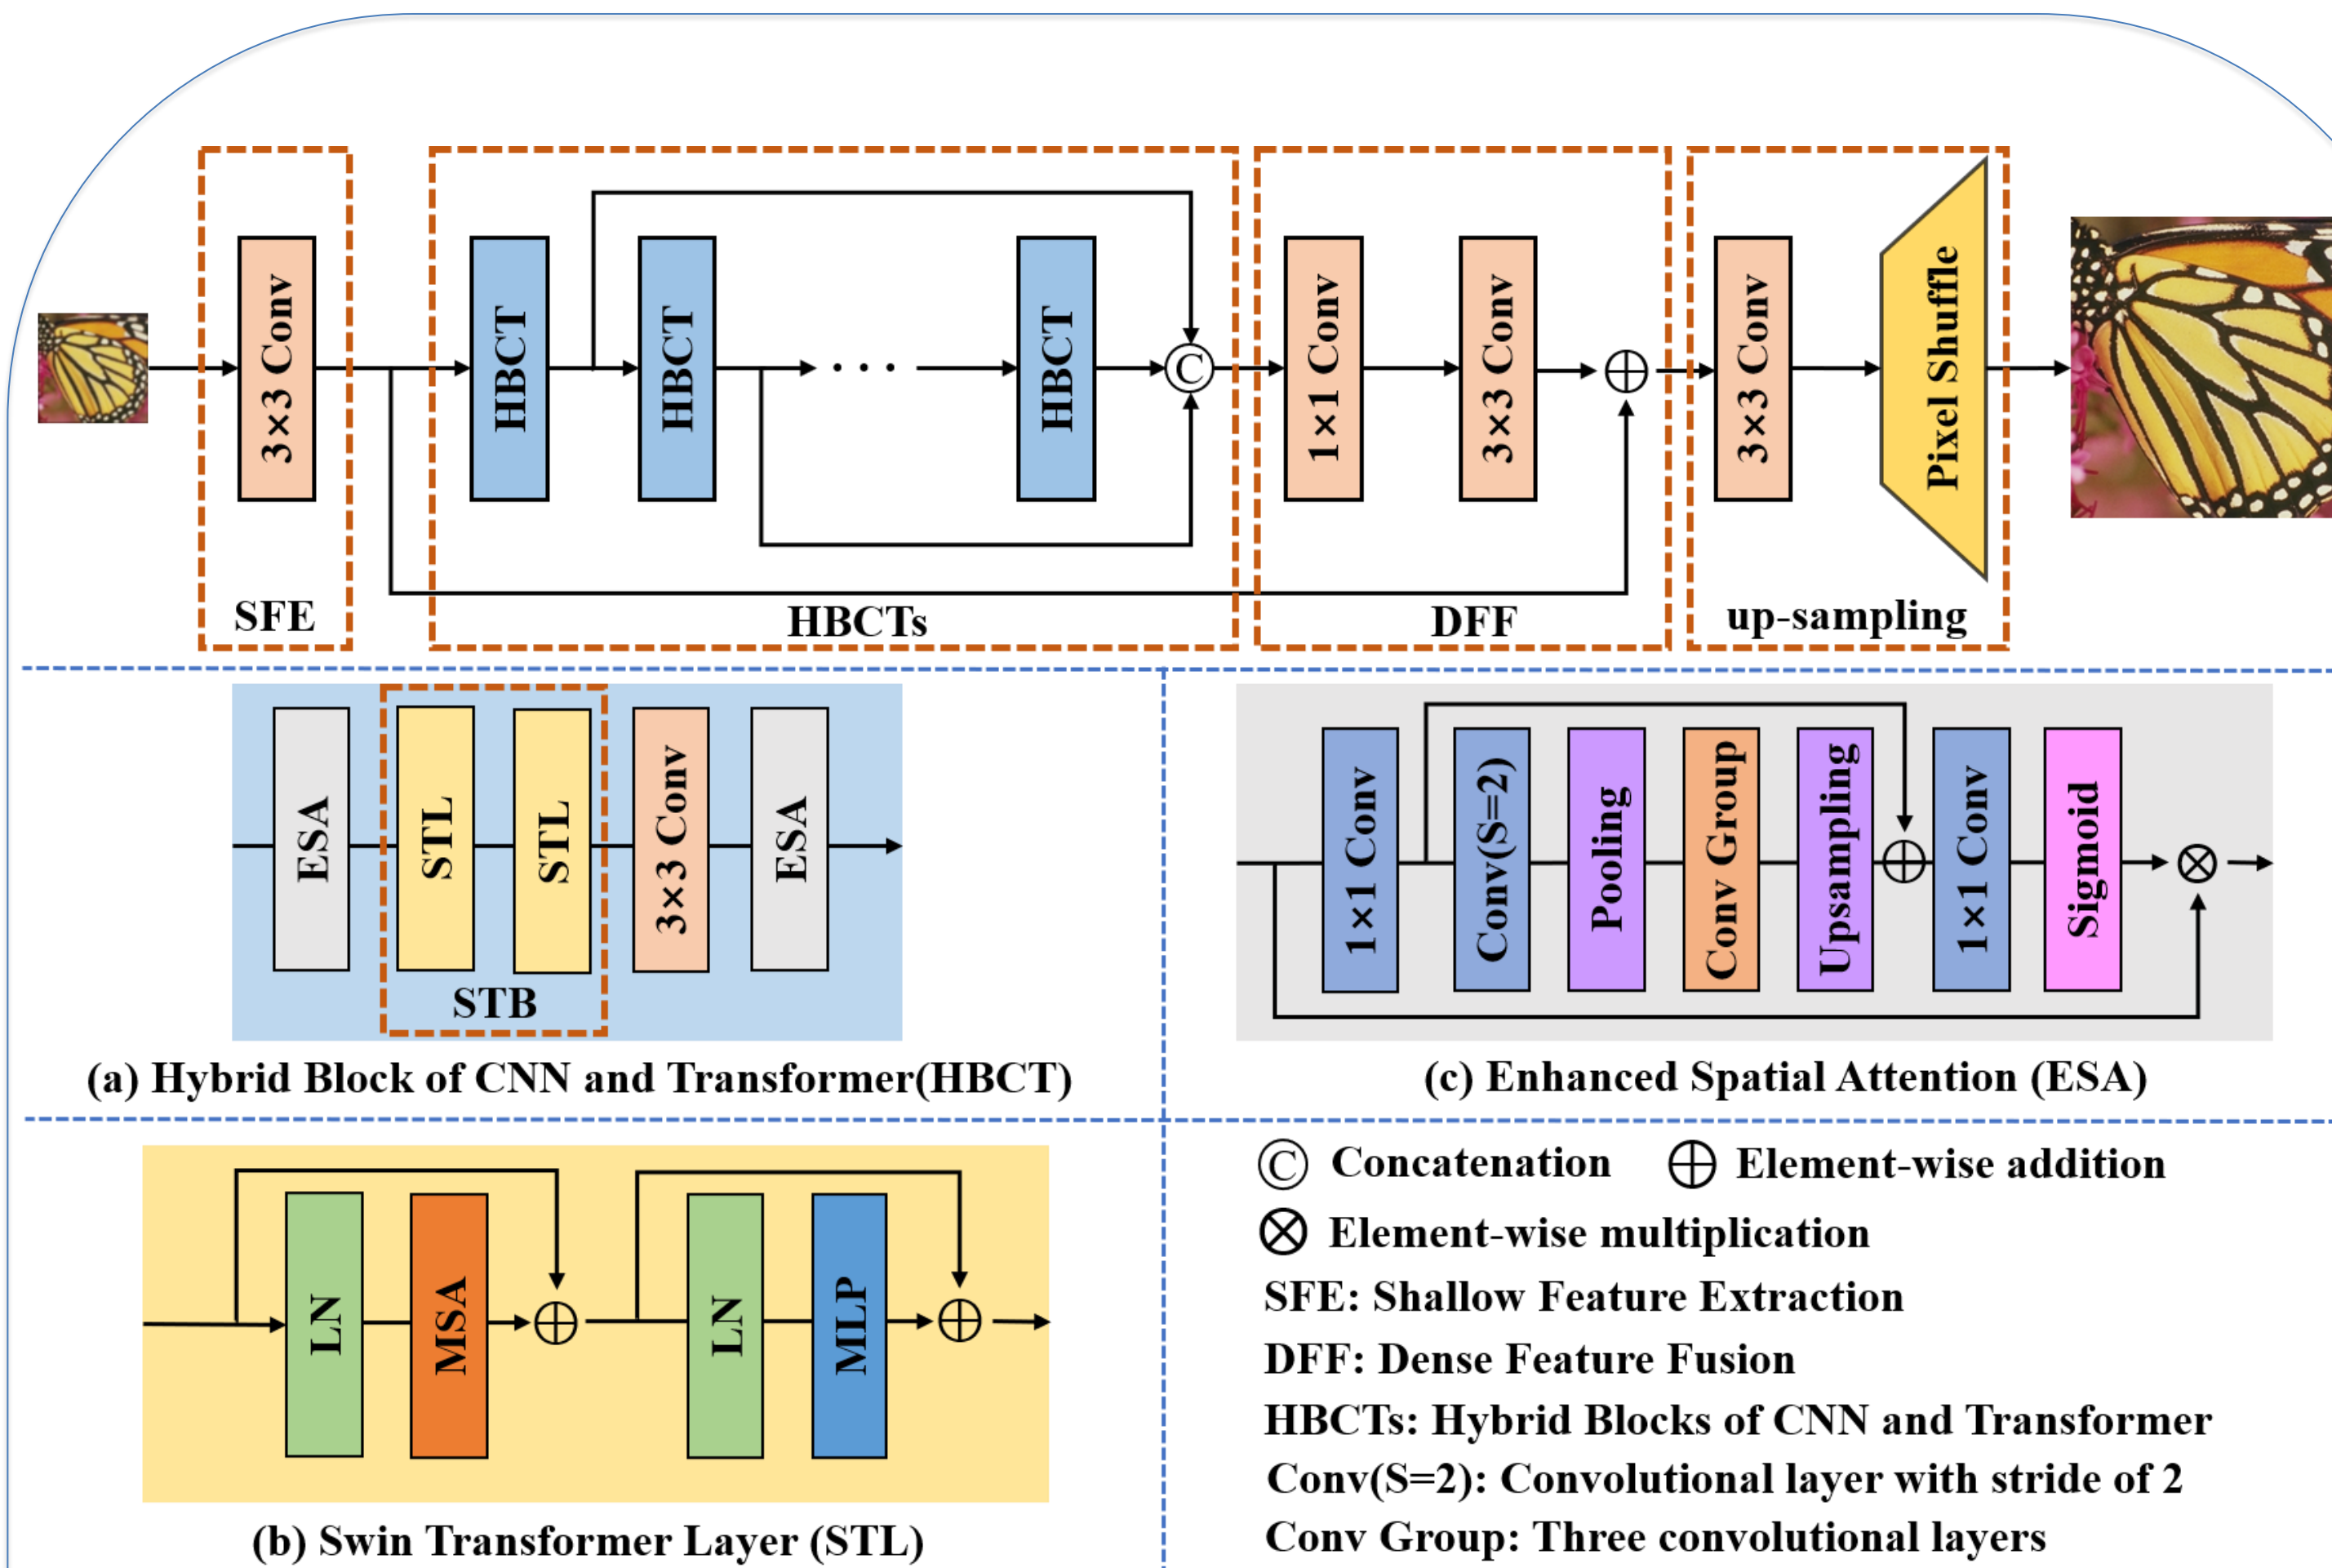 3×3 Conv
SFE
HBCT
HBCT
· · ·
HBCT
C
HBCTs
1×1 Conv
3×3 Conv
DFF
3×3 Conv
Pixel Shuffle
up-sampling
ESA
STL
STL
STB
3×3 Conv
ESA
(a) Hybrid Block of CNN and Transformer(HBCT)
1×1 Conv
Conv(S=2)
Pooling
Conv Group
Upsampling
1×1 Conv
Sigmoid
(c) Enhanced Spatial Attention (ESA)
LN
MSA
LN
MLP
(b) Swin Transformer Layer (STL)
C Concatenation ⊕ Element-wise addition
⊗ Element-wise multiplication
SFE: Shallow Feature Extraction
DFF: Dense Feature Fusion
HBCTs: Hybrid Blocks of CNN and Transformer
Conv(S=2): Convolutional layer with stride of 2
Conv Group: Three convolutional layers